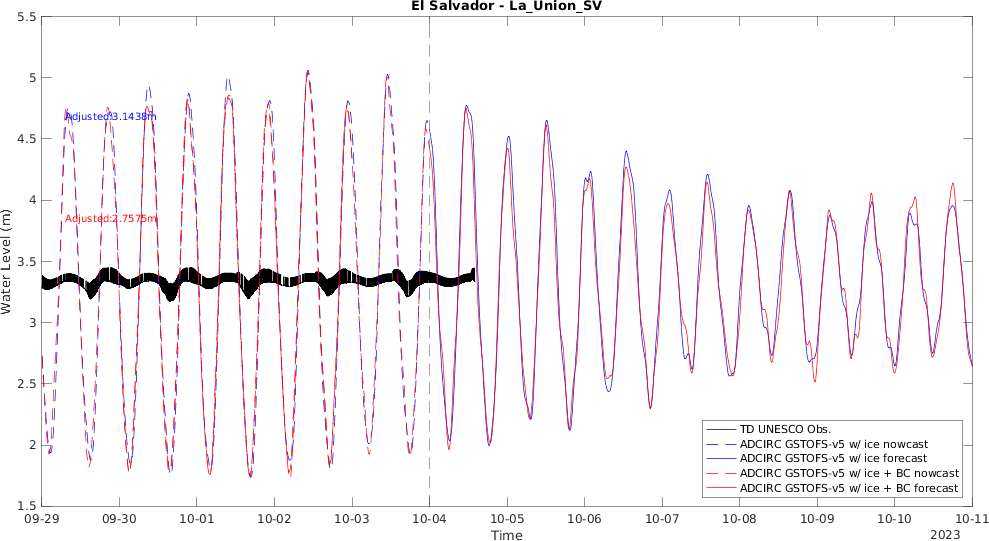 El Salvador - La_Union_SV
5.5
5
4.5
4
3.5
3
2.5
2
1.5
Water Level (m)
Adjusted:3.1438m
Adjusted:2.7575m
TD UNESCO Obs.
ADCIRC GSTOFS-v5 w/ ice nowcast
ADCIRC GSTOFS-v5 w/ ice forecast
ADCIRC GSTOFS-v5 w/ ice + BC nowcast
ADCIRC GSTOFS-v5 w/ ice + BC forecast
09-29 09-30 10-01 10-02 10-03 10-04 10-05 10-06 10-07 10-08 10-09 10-10 10-11
Time
2023